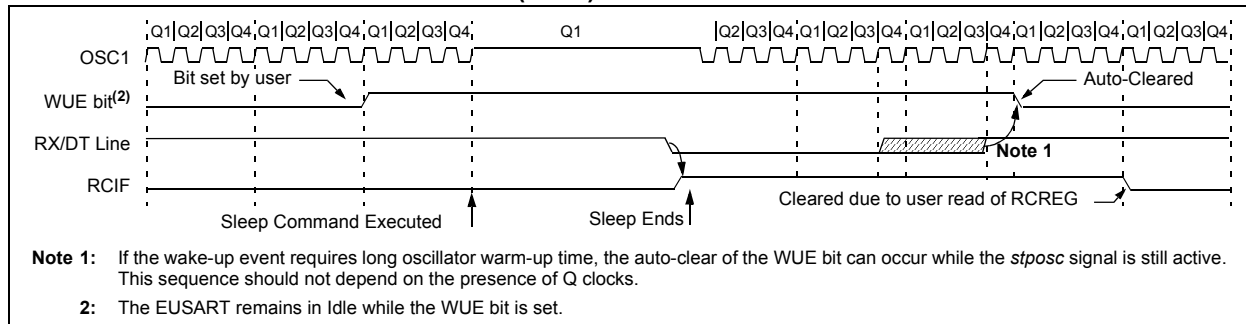 Q1 Q2 Q3 Q4 Q1 Q2 Q3 Q4 Q1 Q2 Q3 Q4 Q1 Q2 Q3 Q4 Q1 Q2 Q3 Q4 Q1 Q2 Q3 Q4 Q1 Q2 Q3 Q4 Q1 Q2 Q3 Q4
OSC1
Bit set by user
Auto-Cleared
WUE bit(2)
RX/DT Line
Note 1
RCIF
Cleared due to user read of RCREG
Sleep Command Executed
Sleep Ends
Note 1: If the wake-up event requires long oscillator warm-up time, the auto-clear of the WUE bit can occur while the stposc signal is still active.
This sequence should not depend on the presence of Q clocks.
2: The EUSART remains in Idle while the WUE bit is set.